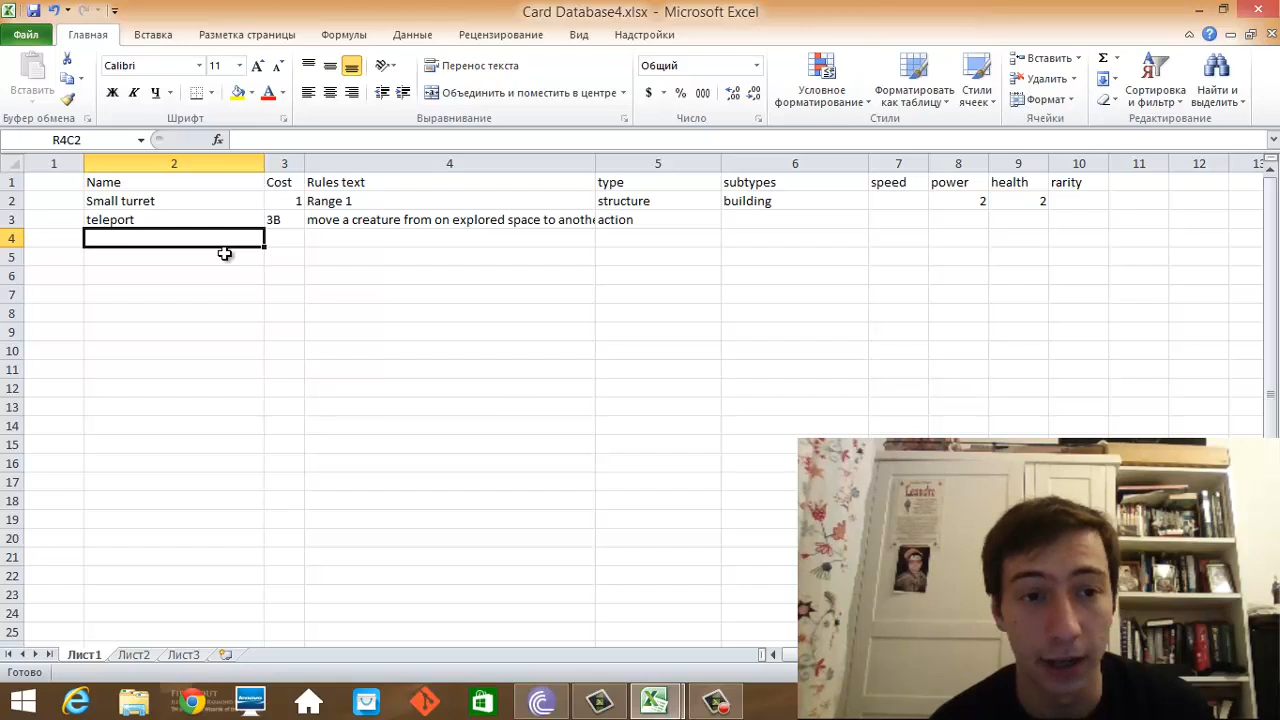 Card Database4.xlsx - Microsoft Excel
Файл Главная Вставка Разметка страницы Формулы Данные Рецензирование Вид Надстройки
Calibri 11 Перенос текста Общий
Вставить Ж К Ч А Объединить и поместить в центре $ % 000
Условное форматирование Форматировать как таблицу Стили ячеек
Вставить
Удалить
Формат
Сортировка и фильтр Найти и выделить
Буфер обмена Шрифт Выравнивание Число Стили Ячейки Редактирование
R4C2 fx
1 2 3 4 5 6 7 8 9 10 11 12 13
1 Name Cost Rules text type subtypes speed power health rarity
2 Small turret 1 Range 1 structure building 2 2
3 teleport 3B move a creature from on explored space to anothe action
4
5
6
7
8
9
10
11
12
13
14
15
16
17
18
19
20
21
22
23
24
25
Лист1 Лист2 Лист3
Готово